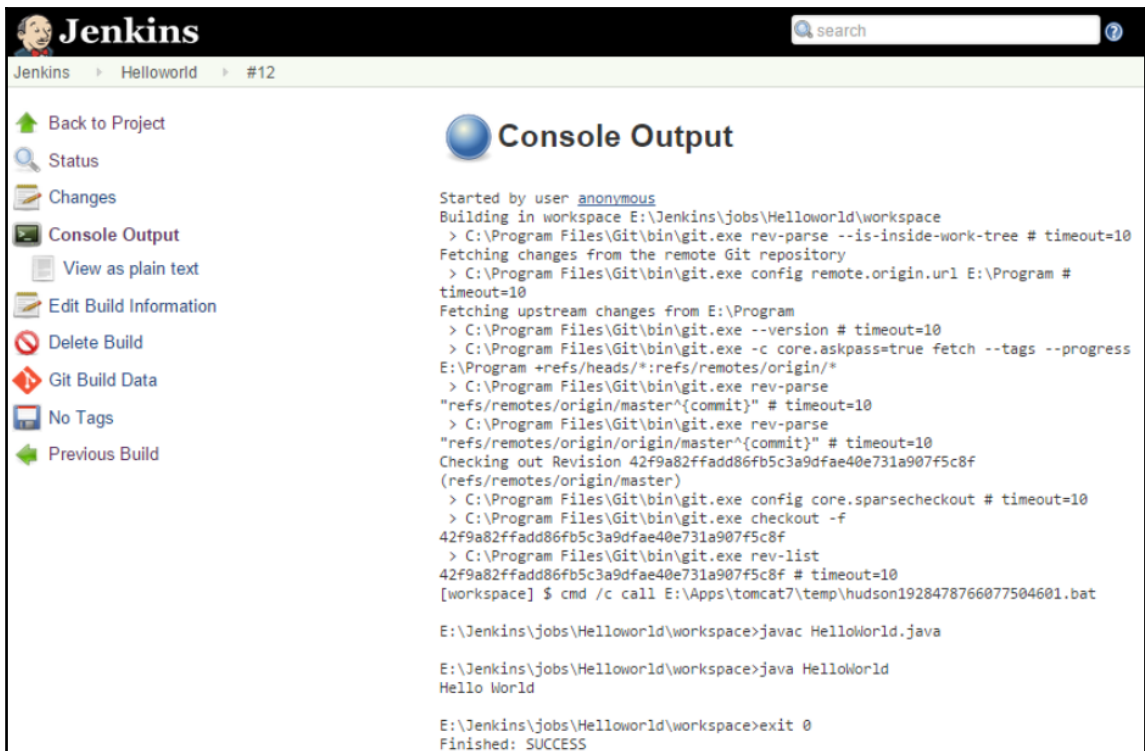 Jenkins
search
Jenkins Helloworld #12
Back to Project
Status
Changes
Console Output
View as plain text
Edit Build Information
Delete Build
Git Build Data
No Tags
Previous Build
Console Output
Started by user anonymous
Building in workspace E:\Jenkins\jobs\Helloworld\workspace
> C:\Program Files\Git\bin\git.exe rev-parse --is-inside-work-tree # timeout=10
Fetching changes from the remote Git repository
> C:\Program Files\Git\bin\git.exe config remote.origin.url E:\Program #
timeout=10
Fetching upstream changes from E:\Program
> C:\Program Files\Git\bin\git.exe --version # timeout=10
> C:\Program Files\Git\bin\git.exe -c core.askpass=true fetch --tags --progress
E:\Program +refs/heads/*:refs/remotes/origin/*
> C:\Program Files\Git\bin\git.exe rev-parse
"refs/remotes/origin/master^{commit}" # timeout=10
> C:\Program Files\Git\bin\git.exe rev-parse
"refs/remotes/origin/origin/master^{commit}" # timeout=10
Checking out Revision 42f9a82ffadd86fb5c3a9dfae40e731a907f5c8f
(refs/remotes/origin/master)
> C:\Program Files\Git\bin\git.exe config core.sparsecheckout # timeout=10
> C:\Program Files\Git\bin\git.exe checkout -f
42f9a82ffadd86fb5c3a9dfae40e731a907f5c8f
> C:\Program Files\Git\bin\git.exe rev-list
42f9a82ffadd86fb5c3a9dfae40e731a907f5c8f # timeout=10
[workspace] $ cmd /c call E:\Apps\tomcat7\temp\hudson1928478766077504601.bat
E:\Jenkins\jobs\Helloworld\workspace>javac HelloWorld.java
E:\Jenkins\jobs\Helloworld\workspace>java HelloWorld
Hello World
E:\Jenkins\jobs\Helloworld\workspace>exit 0
Finished: SUCCESS